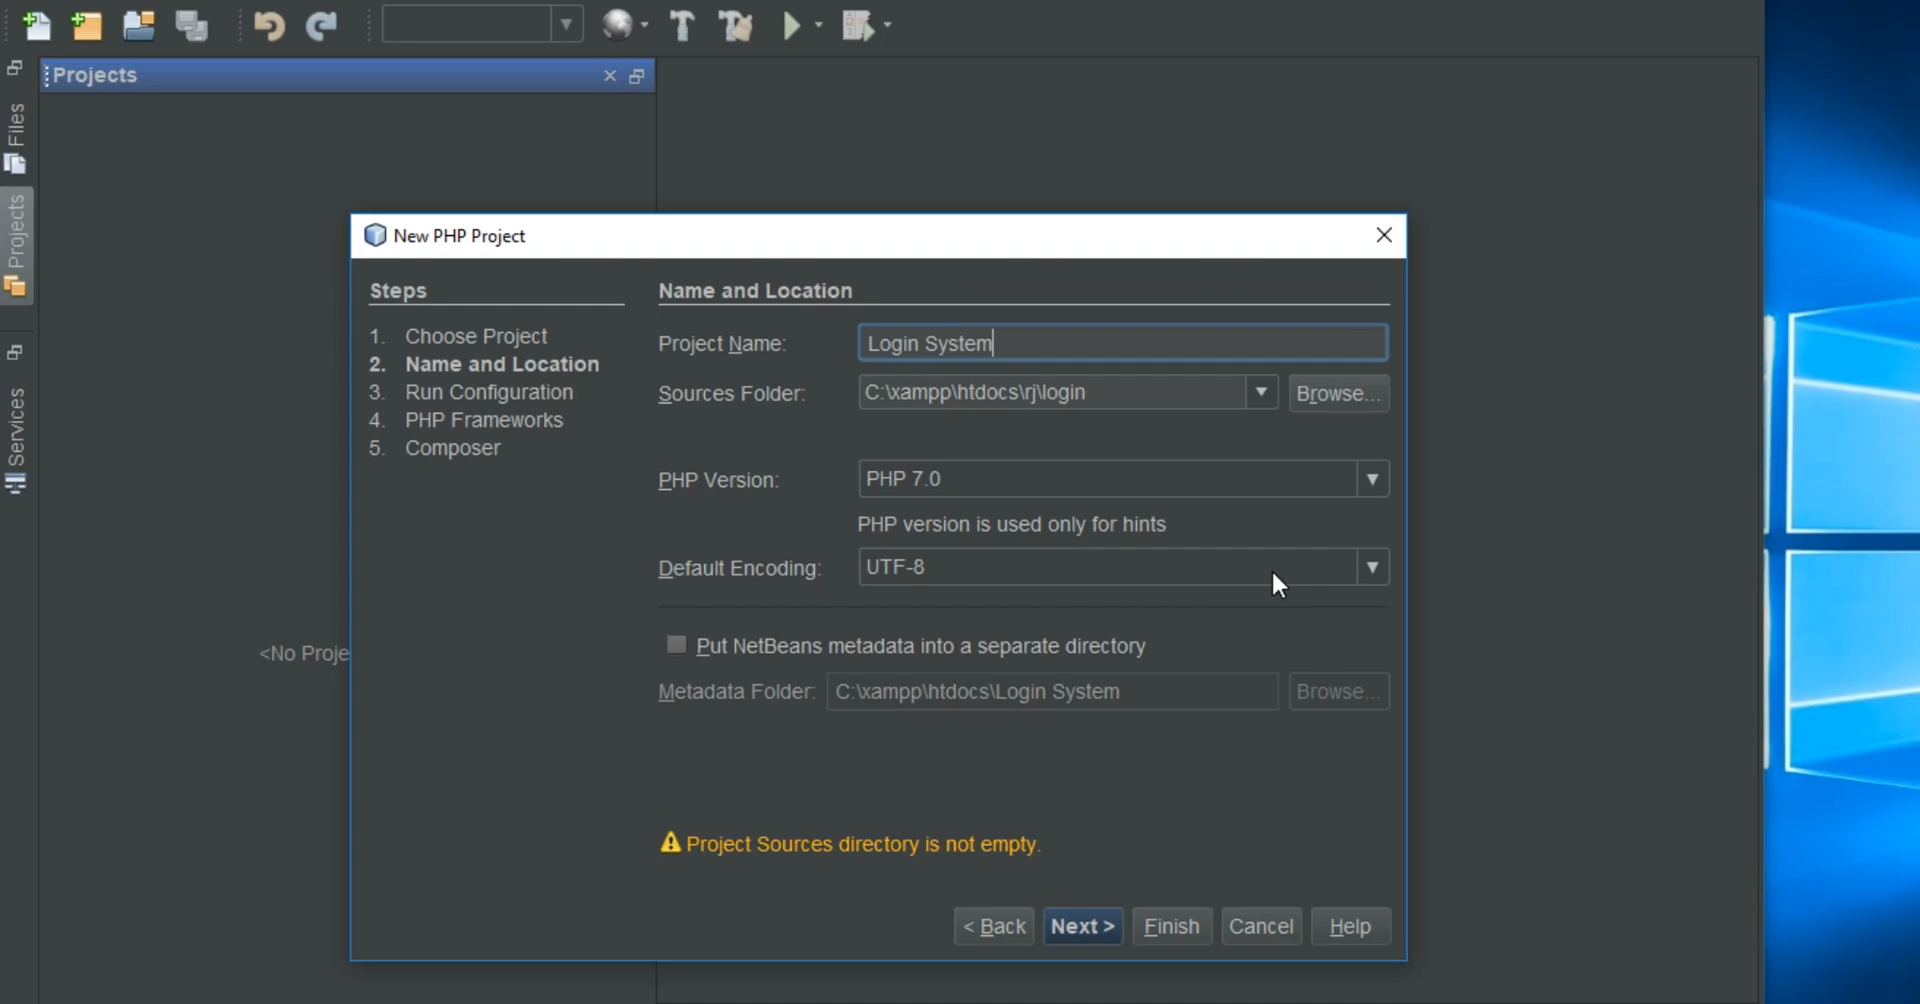 Projects
Files
Projects
Services
<No Proje
New PHP Project
Steps
1. Choose Project
2. Name and Location
3. Run Configuration
4. PHP Frameworks
5. Composer
Name and Location
Project Name: Login System
Sources Folder: C:\xampp\htdocs\rj\login Browse...
PHP Version: PHP 7.0
PHP version is used only for hints
Default Encoding: UTF-8
Put NetBeans metadata into a separate directory
Metadata Folder: C:\xampp\htdocs\Login System Browse...
Project Sources directory is not empty.
< Back Next > Finish Cancel Help